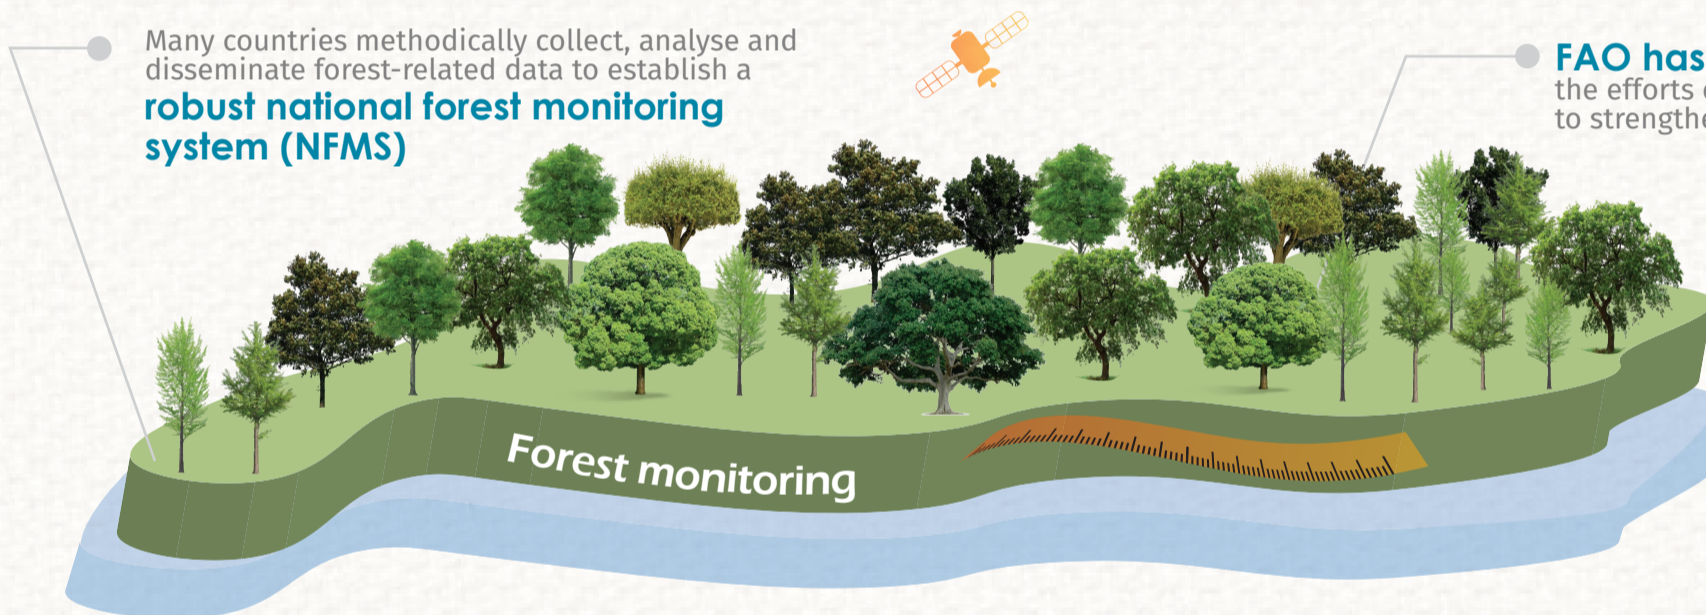 Many countries methodically collect, analyse and
disseminate forest-related data to establish a
robust national forest monitoring
system (NFMS)
FAO has
the efforts
to strength
Forest monitoring